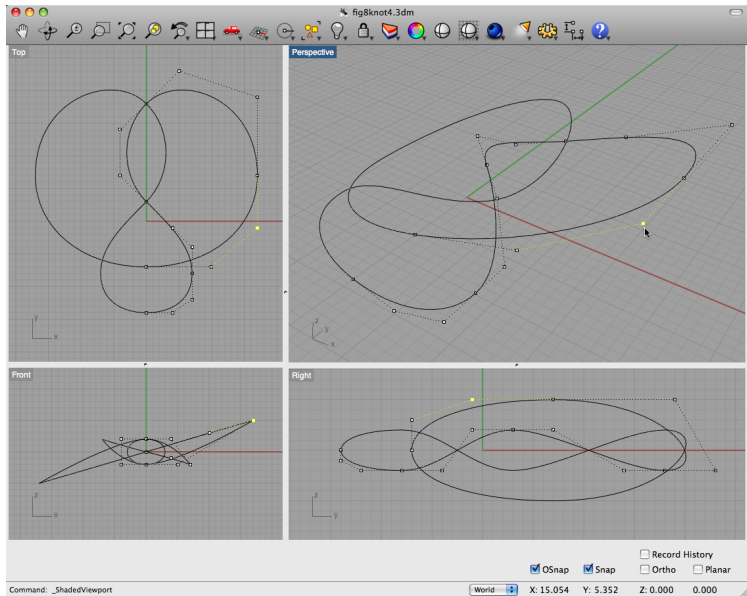 fig8knot4.3dm
Top
Perspective
y
x
z
y
x
Front
Right
z
x
z
y
Record History
OSnap
Snap
Ortho
Planar
Command: _ShadedViewport
World
X: 15.054
Y: 5.352
Z: 0.000
0.000